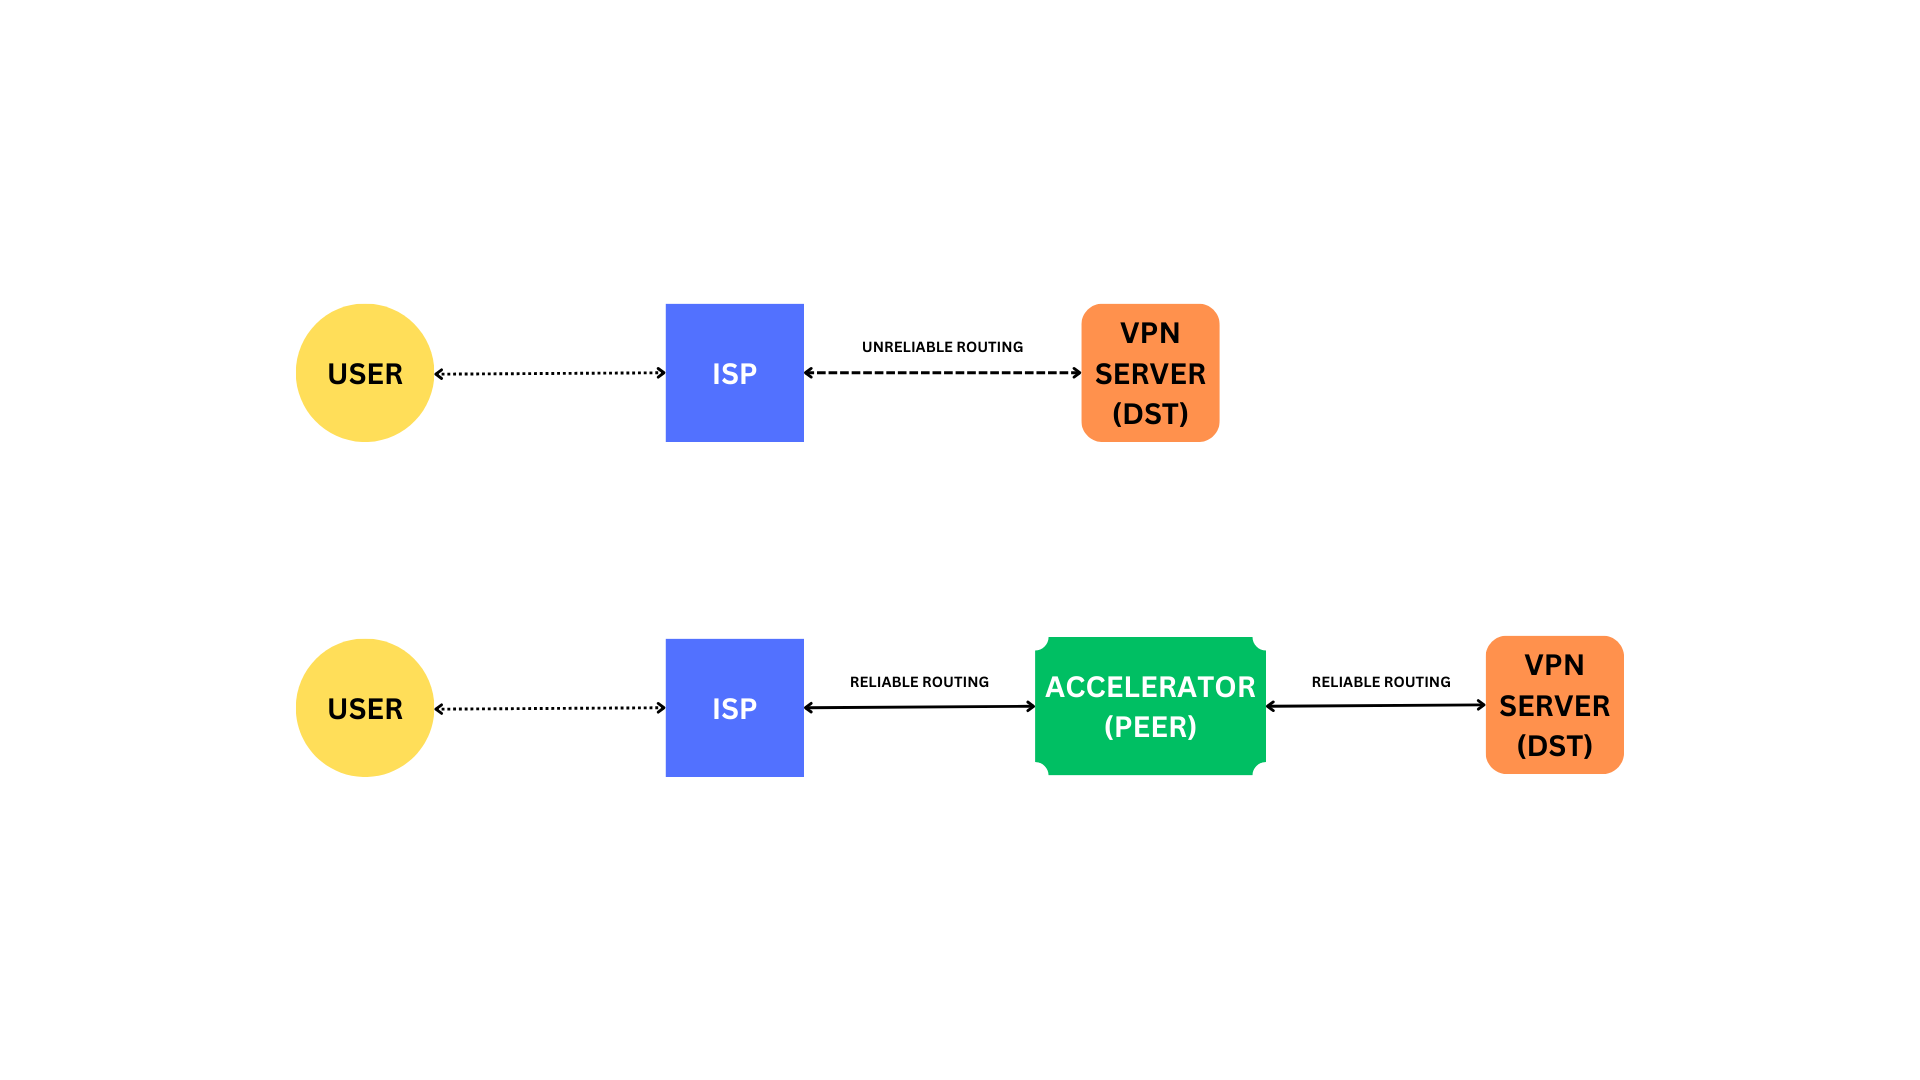 USER
ISP
UNRELIABLE ROUTING
VPN
SERVER
(DST)
USER
ISP
RELIABLE ROUTING
ACCELERATOR
(PEER)
RELIABLE ROUTING
VPN
SERVER
(DST)